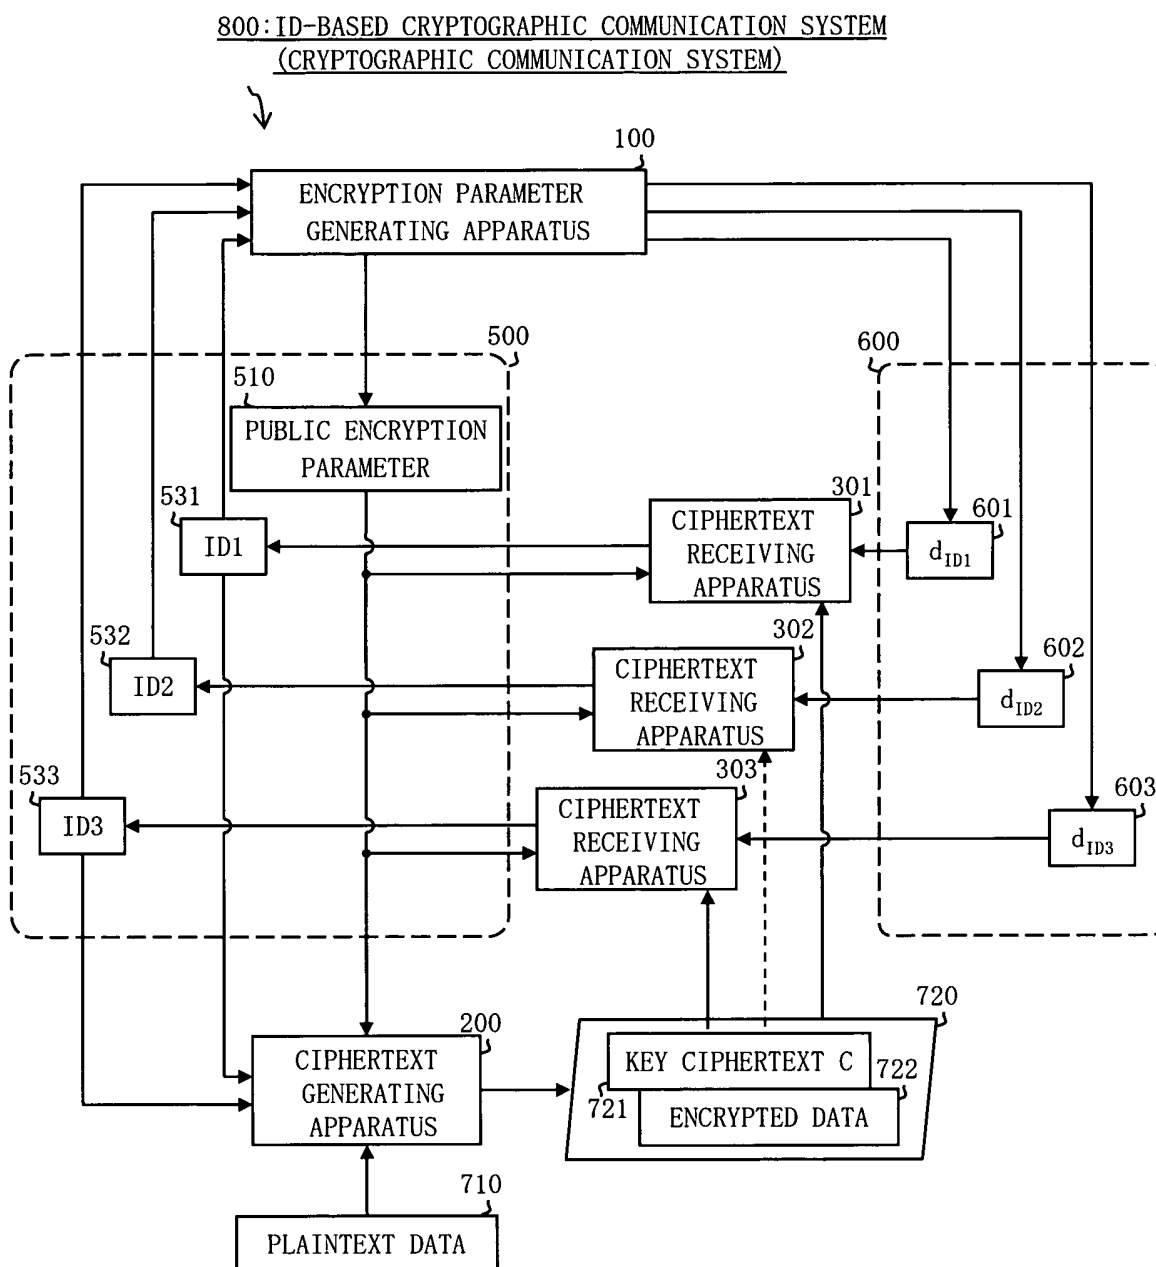 800:ID-BASED CRYPTOGRAPHIC COMMUNICATION SYSTEM
(CRYPTOGRAPHIC COMMUNICATION SYSTEM)
100
ENCRYPTION PARAMETER
GENERATING APPARATUS
500
600
510
PUBLIC ENCRYPTION
PARAMETER
531
ID1
301
CIPHERTEXT
RECEIVING
APPARATUS
601
dID1
532
ID2
302
CIPHERTEXT
RECEIVING
APPARATUS
602
dID2
533
ID3
303
CIPHERTEXT
RECEIVING
APPARATUS
603
dID3
200
CIPHERTEXT
GENERATING
APPARATUS
720
KEY CIPHERTEXT C
721
722
ENCRYPTED DATA
710
PLAINTEXT DATA